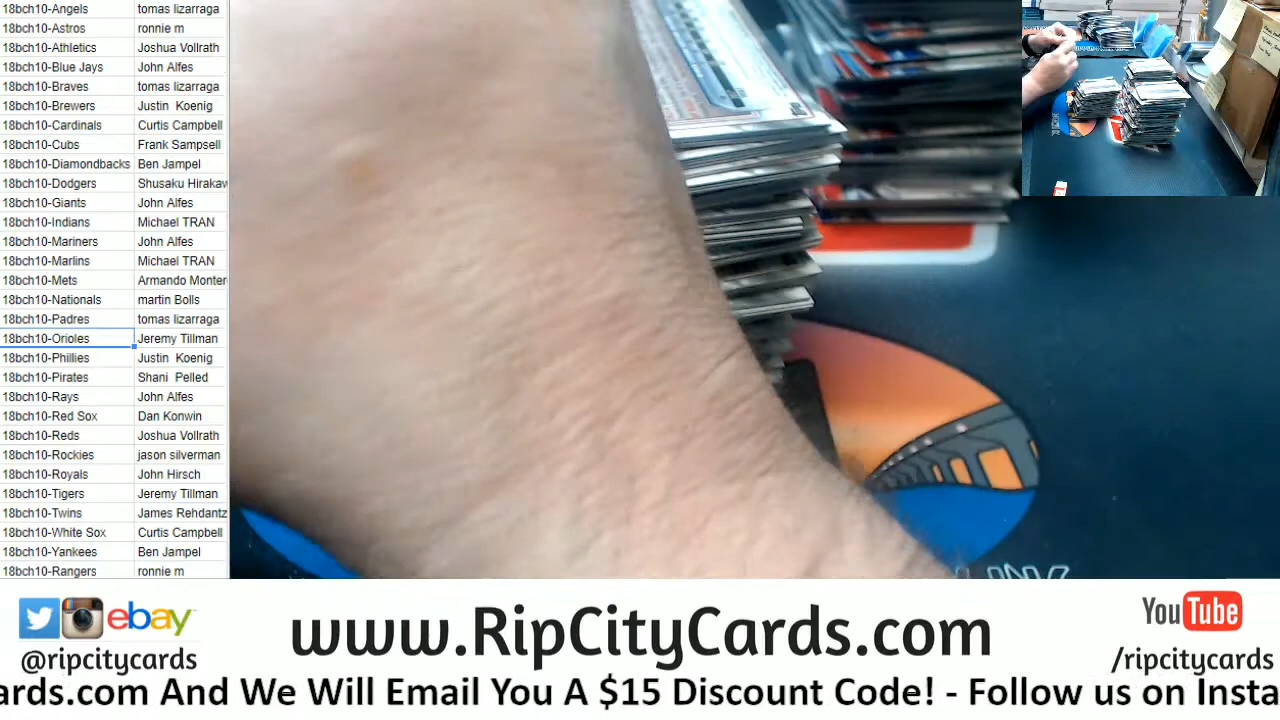 18bch10-Angels tomas lizarraga
18bch10-Astros ronnie m
18bch10-Athletics Joshua Vollrath
18bch10-Blue Jays John Alfes
18bch10-Braves tomas lizarraga
18bch10-Brewers Justin Koenig
18bch10-Cardinals Curtis Campbell
18bch10-Cubs Frank Sampsell
18bch10-Diamondbacks Ben Jampel
18bch10-Dodgers Shusaku Hirakaw
18bch10-Giants John Alfes
18bch10-Indians Michael TRAN
18bch10-Mariners John Alfes
18bch10-Marlins Michael TRAN
18bch10-Mets Armando Monter
18bch10-Nationals martin Bolls
18bch10-Padres tomas lizarraga
18bch10-Orioles Jeremy Tillman
18bch10-Phillies Justin Koenig
18bch10-Pirates Shani Pelled
18bch10-Rays John Alfes
18bch10-Red Sox Dan Konwin
18bch10-Reds Joshua Vollrath
18bch10-Rockies jason silverman
18bch10-Royals John Hirsch
18bch10-Tigers Jeremy Tillman
18bch10-Twins James Rehdantz
18bch10-White Sox Curtis Campbell
18bch10-Yankees Ben Jampel
18bch10-Rangers ronnie m
ebay
@ripcitycards
www.RipCityCards.com
YouTube
/ripcitycards
ards.com And We Will Email You A $15 Discount Code! - Follow us on Insta